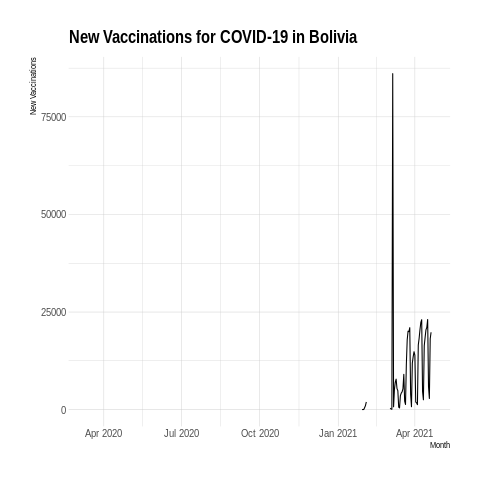 New Vaccinations for COVID-19 in Bolivia
New Vaccinations
75000
50000
25000
0
Apr 2020
Jul 2020
Oct 2020
Jan 2021
Apr 2021
Month